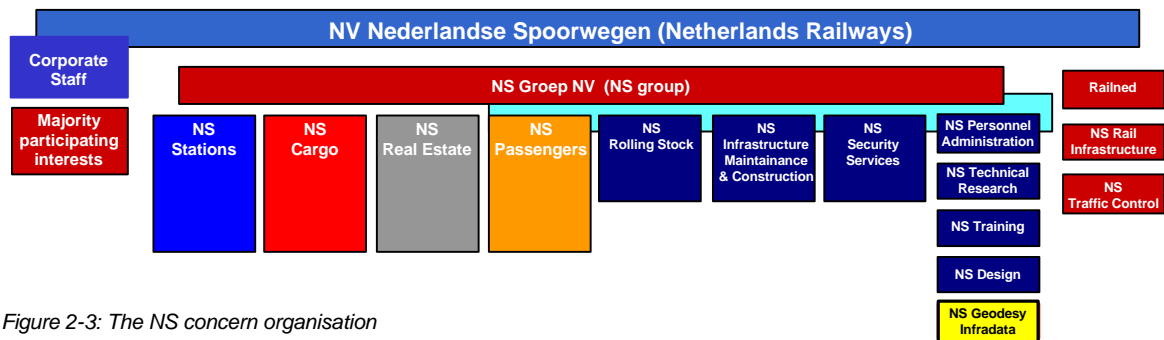 NV Nederlandse Spoorwegen (Netherlands Railways)
Corporate
Staff
NS Groep NV (NS group)
Majority
participating
interests
NS
Stations
NS
Cargo
NS
Real Estate
NS
Passengers
NS
Rolling Stock
NS
Infrastructure
Maintainance
& Construction
NS
Security
Services
NS Personnel
Administration
NS Technical
Research
NS Training
NS Design
NS Geodesy
Infradata
Railned
NS Rail
Infrastructure
NS
Traffic Control
Figure 2-3: The NS concern organisation